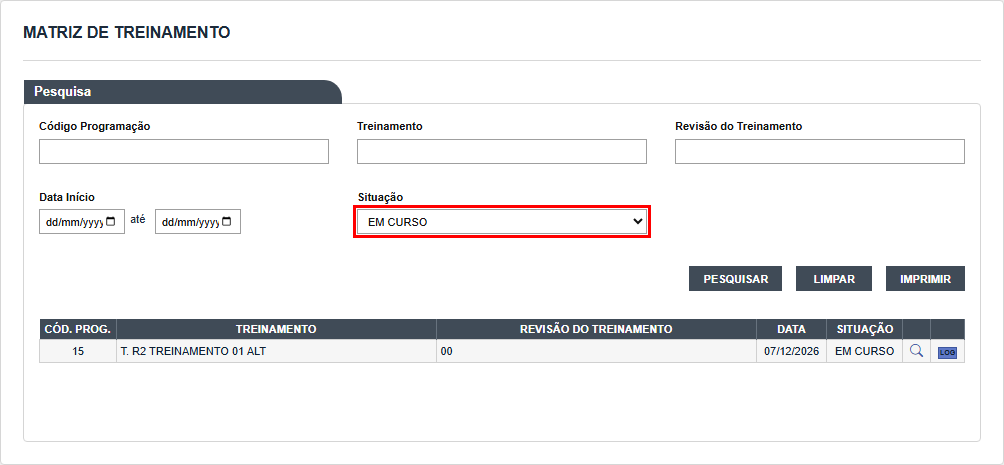 MATRIZ DE TREINAMENTO
Pesquisa
Código Programação Treinamento Revisão do Treinamento
Data Início Situação
dd/mm/yyyy até dd/mm/yyyy EM CURSO
PESQUISAR LIMPAR IMPRIMIR
CÓD. PROG. TREINAMENTO REVISÃO DO TREINAMENTO DATA SITUAÇÃO
15 T. R2 TREINAMENTO 01 ALT 00 07/12/2026 EM CURSO LOG